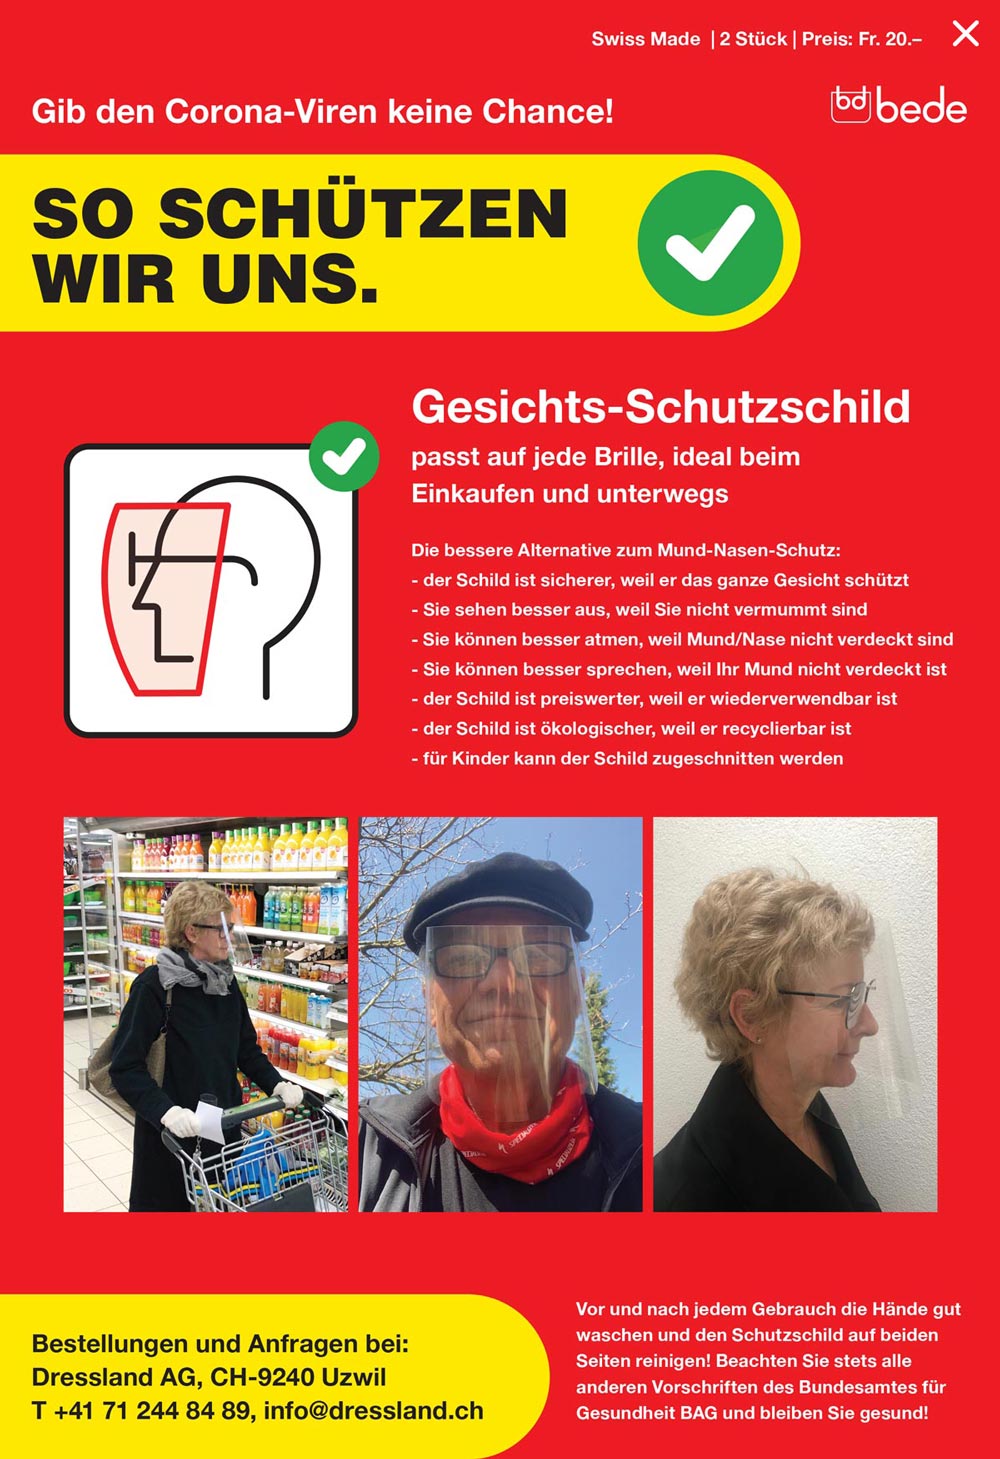 Swiss Made | 2 Stück | Preis: Fr. 20.–
Gib den Corona-Viren keine Chance!
bd bede
SO SCHÜTZEN
WIR UNS.
Gesichts-Schutzschild
passt auf jede Brille, ideal beim
Einkaufen und unterwegs
Die bessere Alternative zum Mund-Nasen-Schutz:
- der Schild ist sicherer, weil er das ganze Gesicht schützt
- Sie sehen besser aus, weil Sie nicht vermummt sind
- Sie können besser atmen, weil Mund/Nase nicht verdeckt sind
- Sie können besser sprechen, weil Ihr Mund nicht verdeckt ist
- der Schild ist preiswerter, weil er wiederverwendbar ist
- der Schild ist ökologischer, weil er recyclierbar ist
- für Kinder kann der Schild zugeschnitten werden
Bestellungen und Anfragen bei:
Dressland AG, CH-9240 Uzwil
T +41 71 244 84 89, info@dressland.ch
Vor und nach jedem Gebrauch die Hände gut
waschen und den Schutzschild auf beiden
Seiten reinigen! Beachten Sie stets alle
anderen Vorschriften des Bundesamtes für
Gesundheit BAG und bleiben Sie gesund!